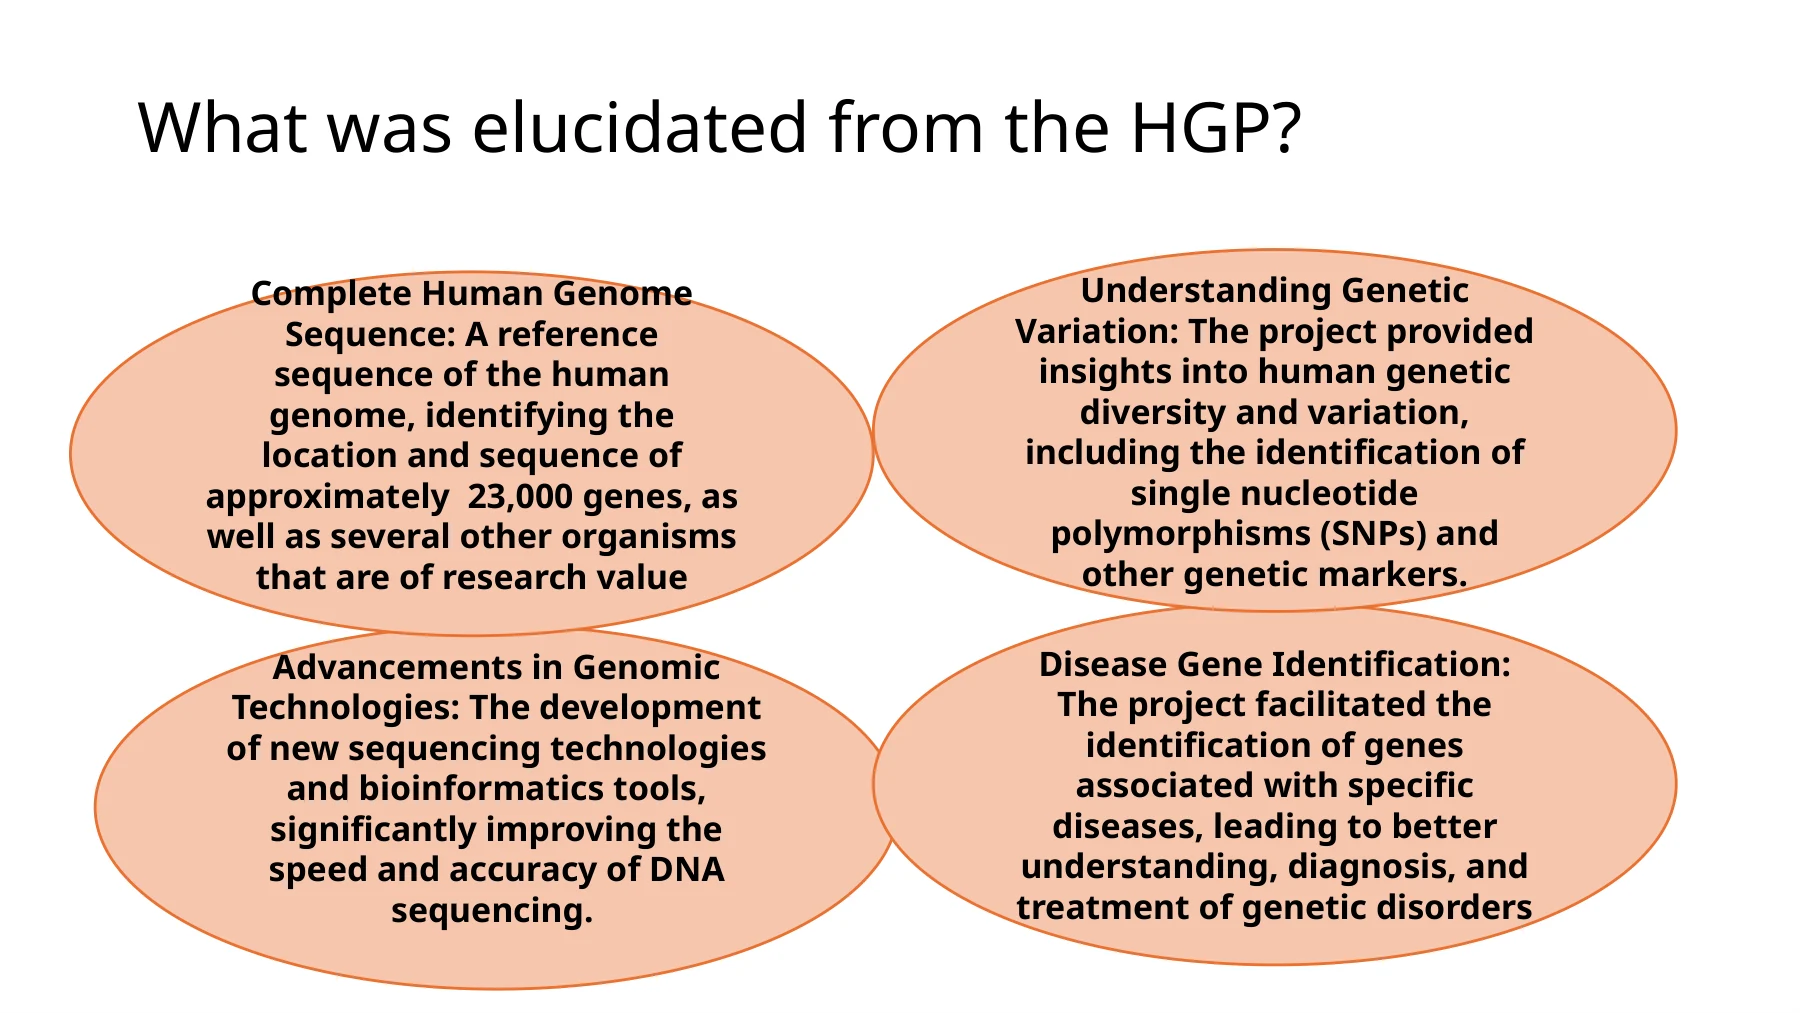 What was elucidated from the HGP?
Complete Human Genome
Sequence: A reference
sequence of the human
genome, identifying the
location and sequence of
approximately  23,000 genes, as
well as several other organisms
that are of research value
Understanding Genetic
Variation: The project provided
insights into human genetic
diversity and variation,
including the identification of
single nucleotide
polymorphisms (SNPs) and
other genetic markers.
Advancements in Genomic
Technologies: The development
of new sequencing technologies
and bioinformatics tools,
significantly improving the
speed and accuracy of DNA
sequencing.
Disease Gene Identification:
The project facilitated the
identification of genes
associated with specific
diseases, leading to better
understanding, diagnosis, and
treatment of genetic disorders